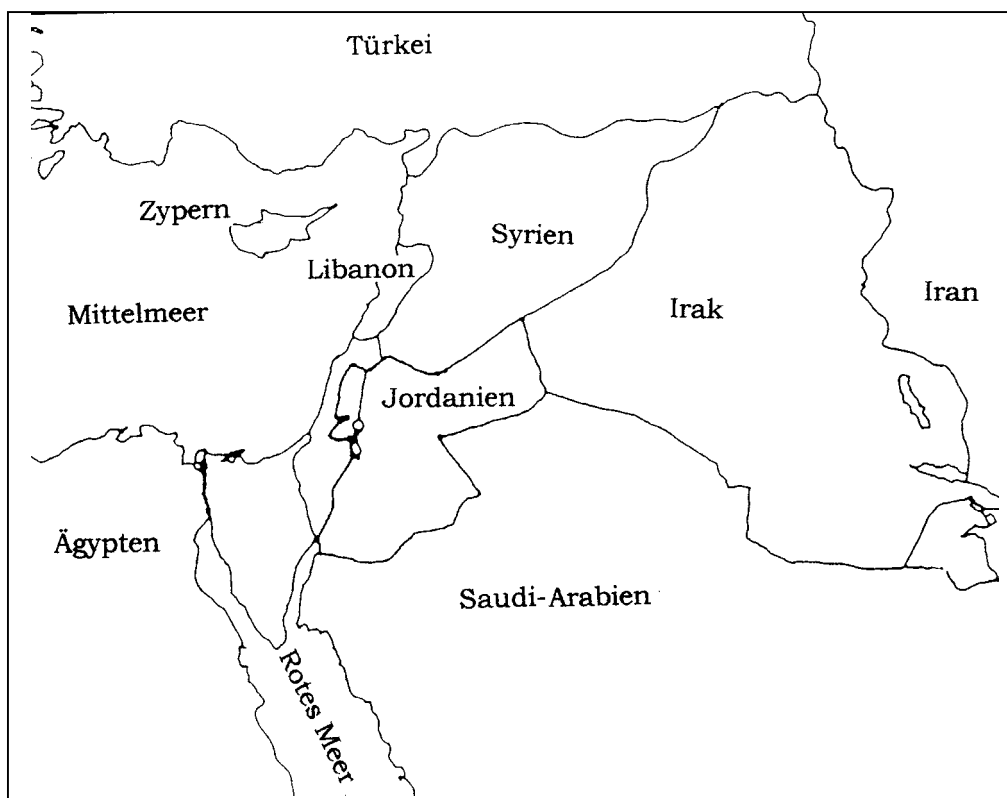 Türkei
Zypern
Syrien
Libanon
Mittelmeer
Irak
Iran
Jordanien
Ägypten
Saudi-Arabien
Rotes Meer